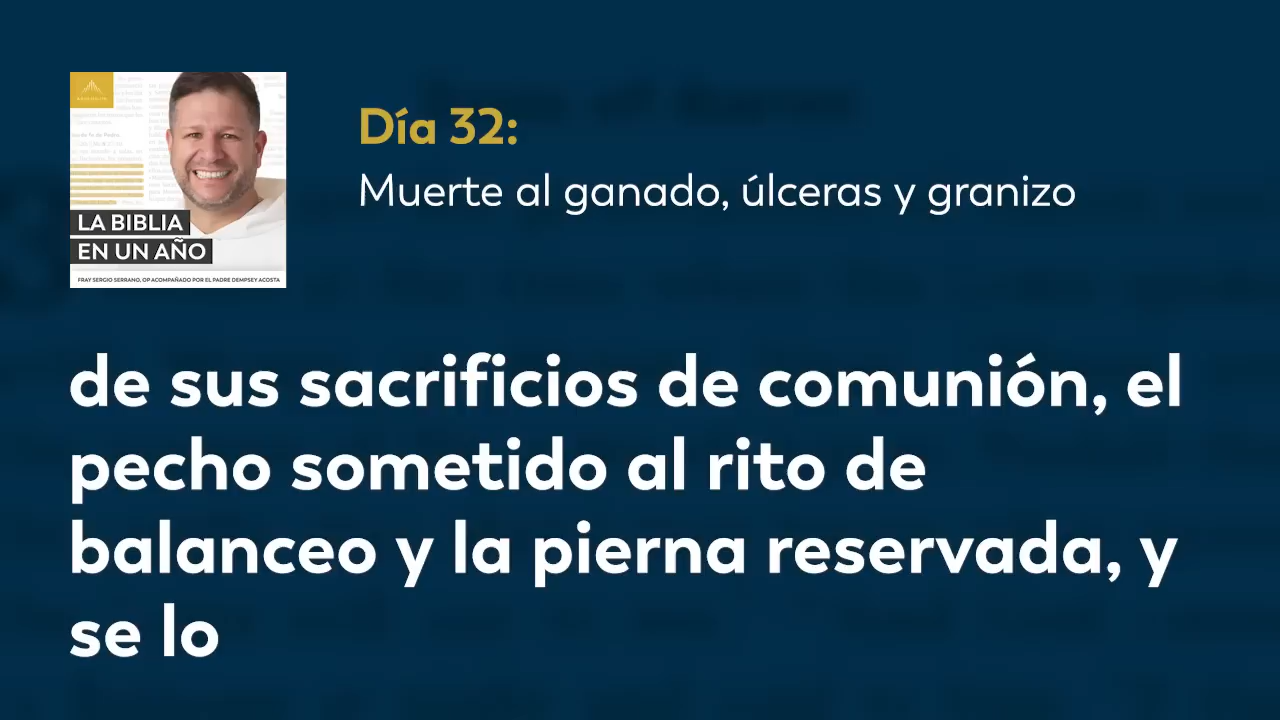 Día 32:
Muerte al ganado, úlceras y granizo
LA BIBLIA
EN UN AÑO
FRAY SERGIO SERRANO, OP ACOMPAÑADO POR EL PADRE DEMPSEY ACOSTA
de sus sacrificios de comunión, el
pecho sometido al rito de
balanceo y la pierna reservada, y
se lo